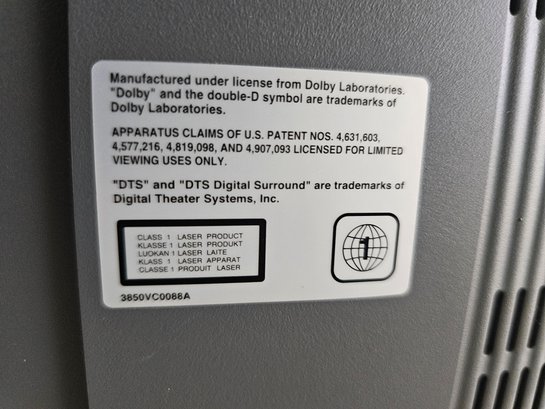 Manufactured under license from Dolby Laboratories.
"Dolby" and the double-D symbol are trademarks of
Dolby Laboratories.
APPARATUS CLAIMS OF U.S. PATENT NOS. 4,631,603,
4,577,216, 4,819,098, AND 4,907,093 LICENSED FOR LIMITED
VIEWING USES ONLY.
"DTS" and "DTS Digital Surround" are trademarks of
Digital Theater Systems, Inc.
CLASS 1 LASER PRODUCT
KLASSE 1 LASER PRODUKT
LUOKAN 1 LASER LAITE
KLASS 1 LASER APPARAT
CLASSE 1 PRODUIT LASER
1
3850VC0088A